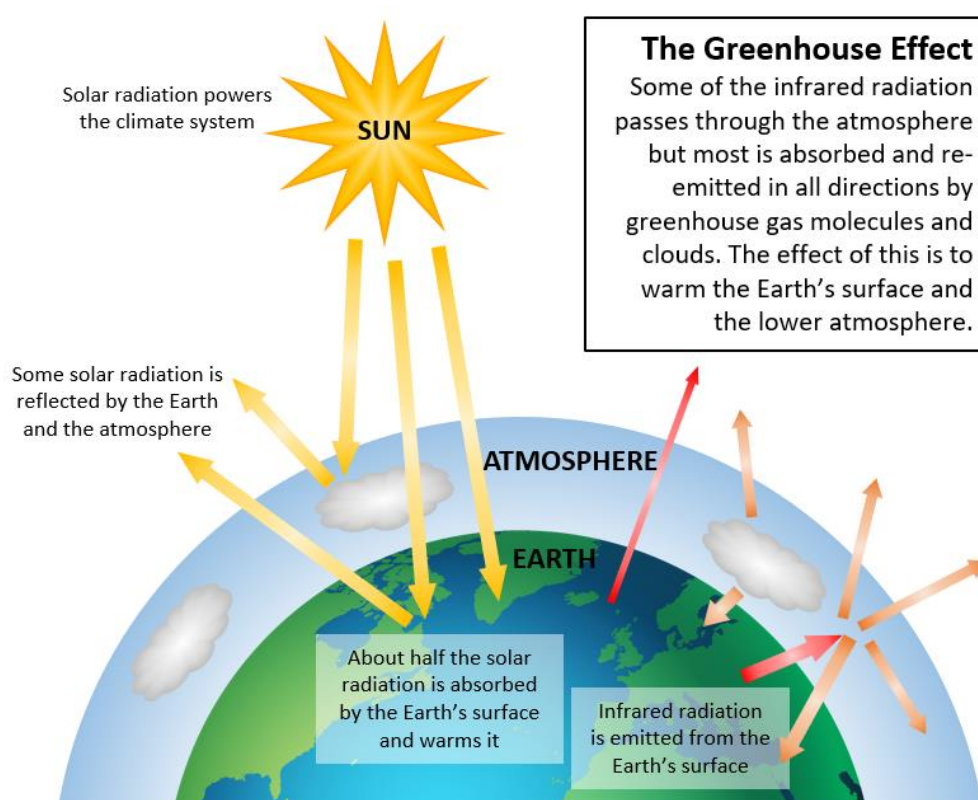 The Greenhouse Effect
Some of the infrared radiation
passes through the atmosphere
but most is absorbed and re-
emitted in all directions by
greenhouse gas molecules and
clouds. The effect of this is to
warm the Earth’s surface and
the lower atmosphere.
Solar radiation powers
the climate system
SUN
Some solar radiation is
reflected by the Earth
and the atmosphere
ATMOSPHERE
EARTH
About half the solar
radiation is absorbed
by the Earth’s surface
and warms it
Infrared radiation
is emitted from the
Earth’s surface